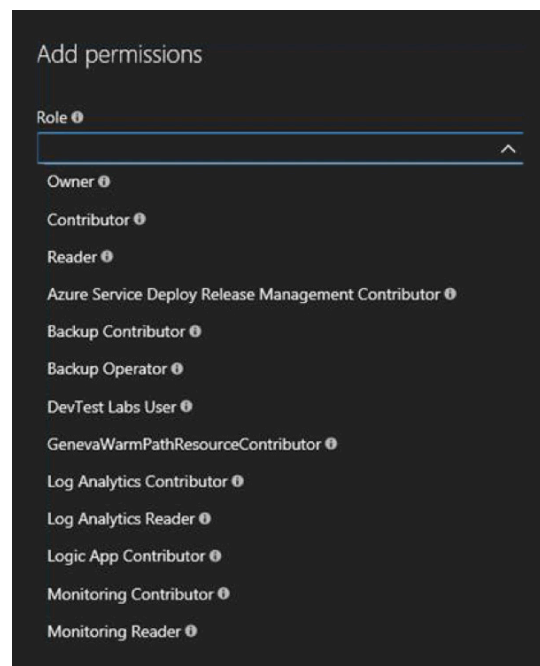 Add permissions
Role
Owner
Contributor
Reader
Azure Service Deploy Release Management Contributor
Backup Contributor
Backup Operator
DevTest Labs User
GenevaWarmPathResourceContributor
Log Analytics Contributor
Log Analytics Reader
Logic App Contributor
Monitoring Contributor
Monitoring Reader